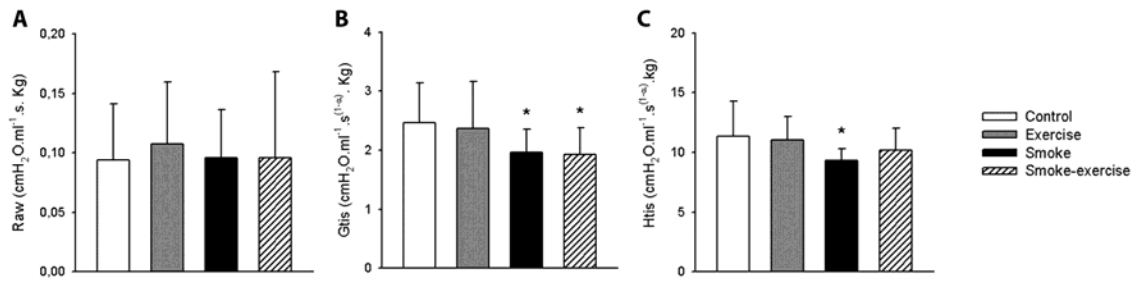 A
Raw (cmH₂O.ml⁻¹.s. Kg)
0,20
0,15
0,10
0,05
0,00
B
Gtis (cmH₂O.ml⁻¹.s⁽¹⁻ᵅ⁾. Kg)
4
3
2
1
0
* *
C
Htis (cmH₂O.ml⁻¹.s⁽¹⁻ᵅ⁾.kg)
20
15
10
5
0
*
Control
Exercise
Smoke
Smoke-exercise